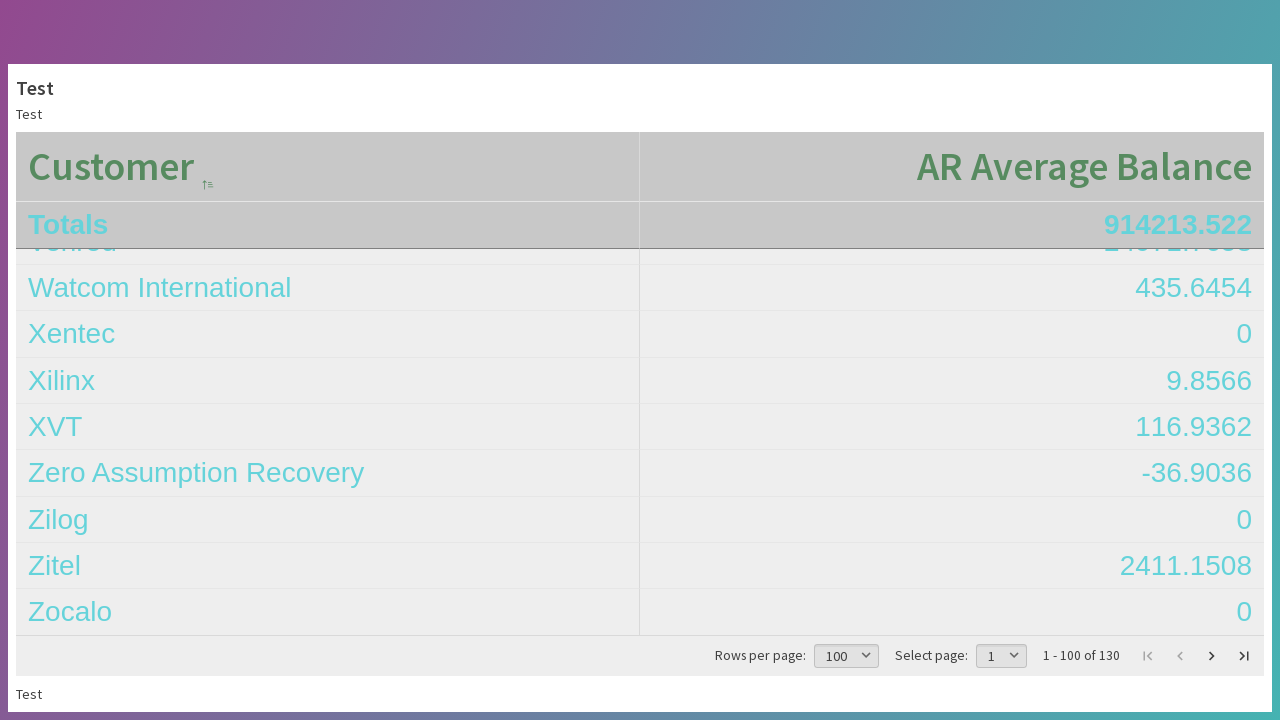 Test
Test
Customer AR Average Balance
Totals 914213.522
Watcom International 435.6454
Xentec 0
Xilinx 9.8566
XVT 116.9362
Zero Assumption Recovery -36.9036
Zilog 0
Zitel 2411.1508
Zocalo 0
Rows per page: 100 Select page: 1 1 - 100 of 130
Test